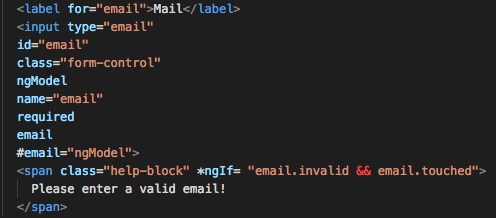 <label for="email">Mail</label>
<input type="email"
id="email"
class="form-control"
ngModel
name="email"
required
email
#email="ngModel">
<span class="help-block" *ngIf= "email.invalid && email.touched">
Please enter a valid email!
</span>